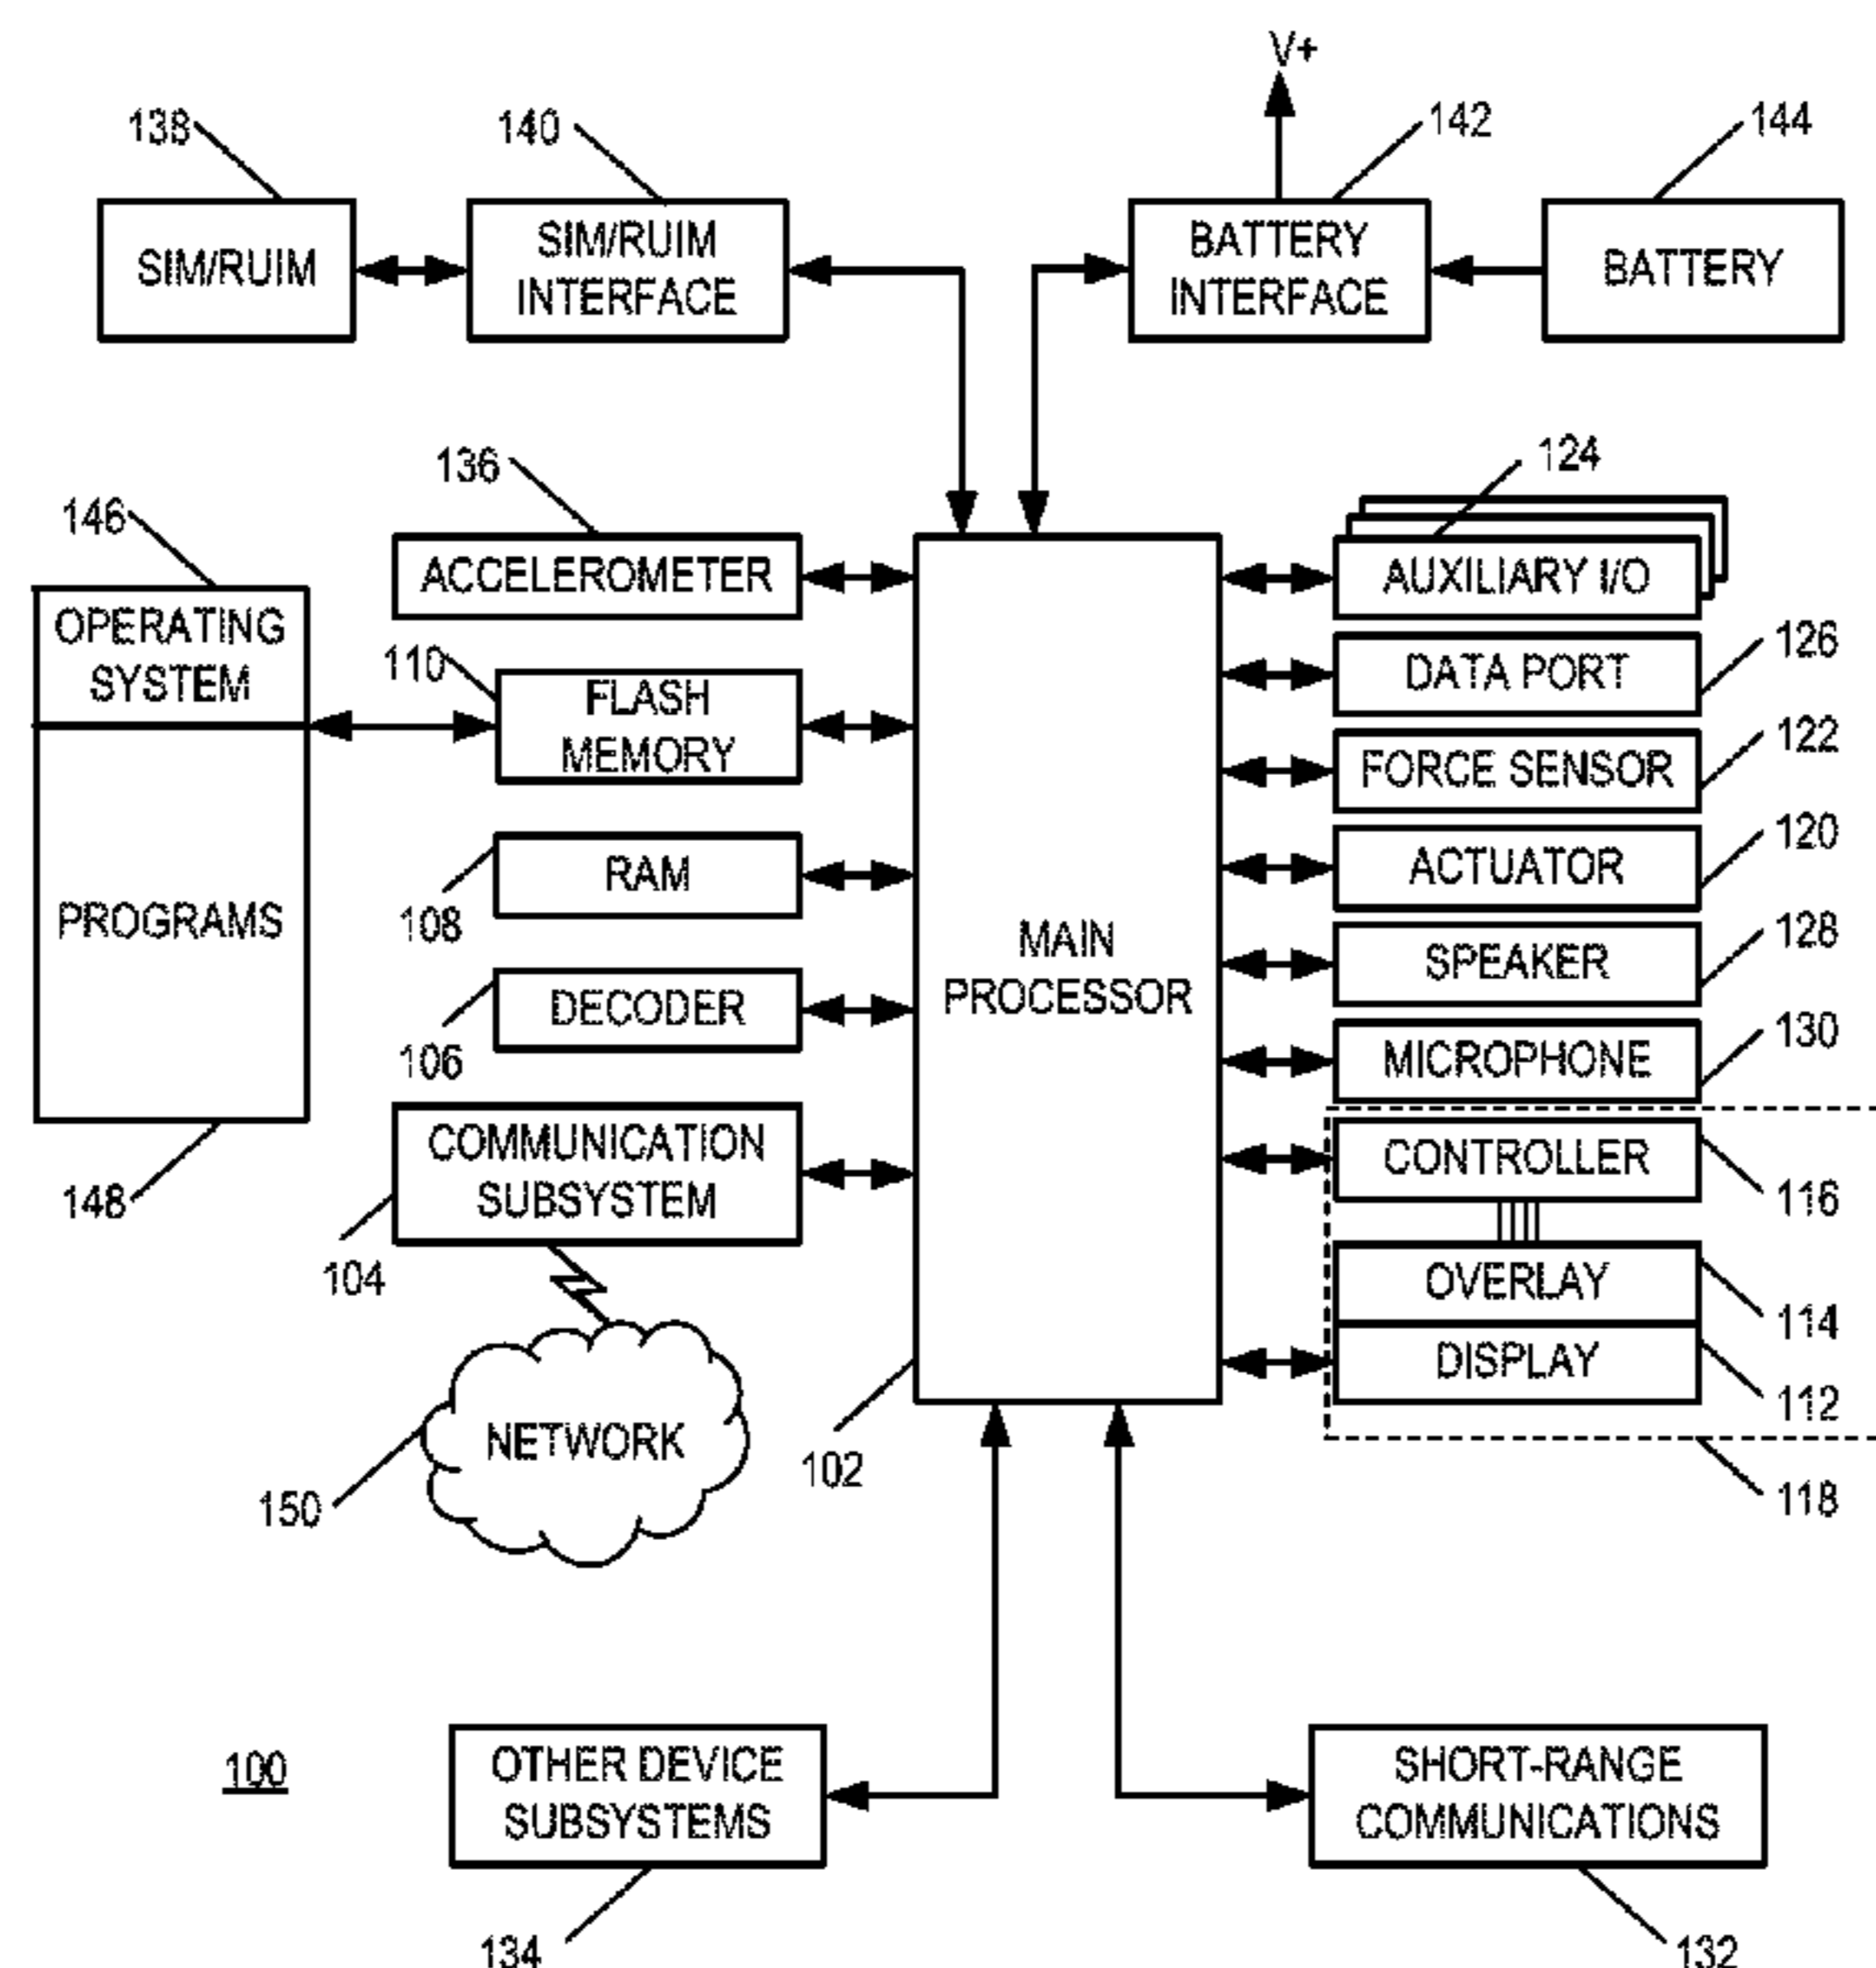 V+
138
140
142
144
SIM/RUIM
SIM/RUIM
INTERFACE
BATTERY
INTERFACE
BATTERY
136
124
146
ACCELEROMETER
AUXILIARY I/O
OPERATING
SYSTEM
110
FLASH
MEMORY
DATA PORT
126
FORCE SENSOR
122
PROGRAMS
RAM
108
ACTUATOR
120
MAIN
PROCESSOR
SPEAKER
128
DECODER
106
MICROPHONE
130
COMMUNICATION
SUBSYSTEM
CONTROLLER
116
148
104
OVERLAY
114
DISPLAY
112
NETWORK
150
102
118
100
OTHER DEVICE
SUBSYSTEMS
SHORT-RANGE
COMMUNICATIONS
134
132